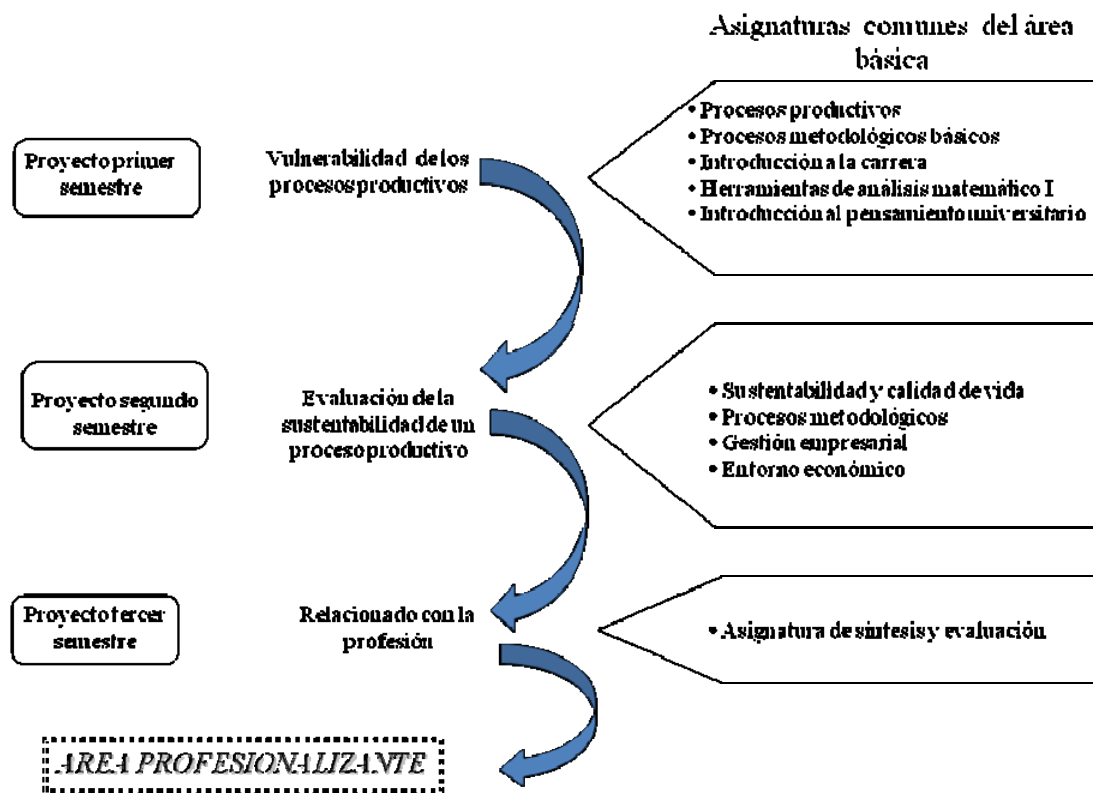 Asignaturas comunes del área
básica
Proyecto primer
semestre
Vulnerabilidad de los
procesos productivos
• Procesos productivos
• Procesos metodológicos básicos
• Introducción a la carrera
• Herramientas de análisis matemático I
• Introducción al pensamiento universitario
Proyecto segundo
semestre
Evaluación de la
sustentabilidad de un
proceso productivo
• Sustentabilidad y calidad de vida
• Procesos metodológicos
• Gestión empresarial
• Entorno económico
Proyecto tercer
semestre
Relacionado con la
profesión
• Asignatura de síntesis y evaluación
AREA PROFESIONALIZANTE